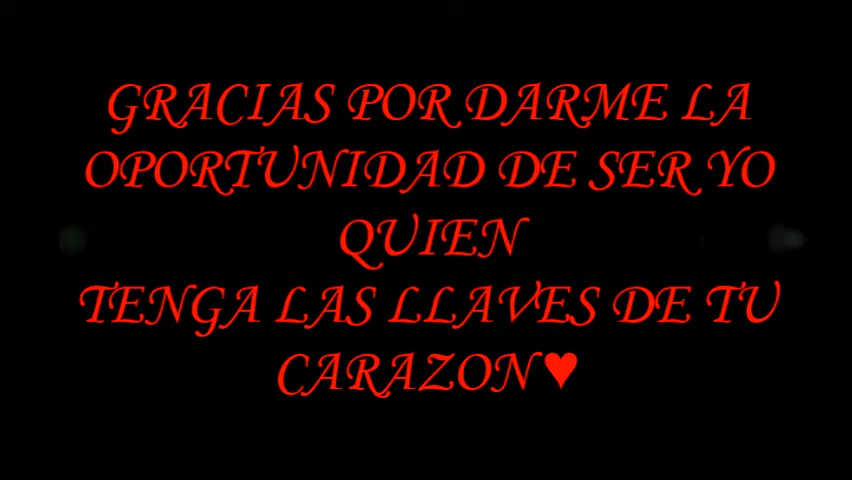 GRACIAS POR DARME LA
OPORTUNIDAD DE SER YO
QUIEN
TENGA LAS LLAVES DE TU
CARAZON ♥